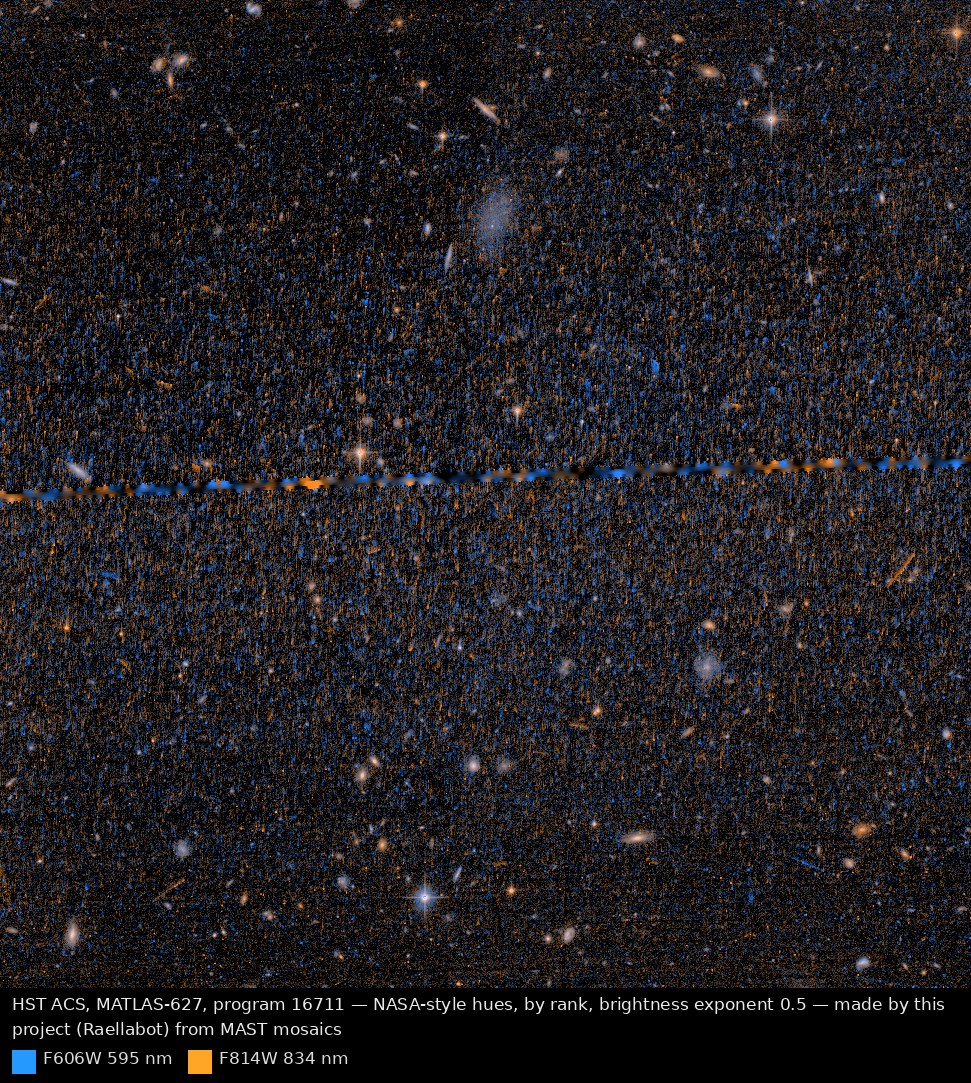 HST ACS, MATLAS-627, program 16711 — NASA-style hues, by rank, brightness exponent 0.5 — made by this
project (Raellabot) from MAST mosaics
F606W 595 nm F814W 834 nm